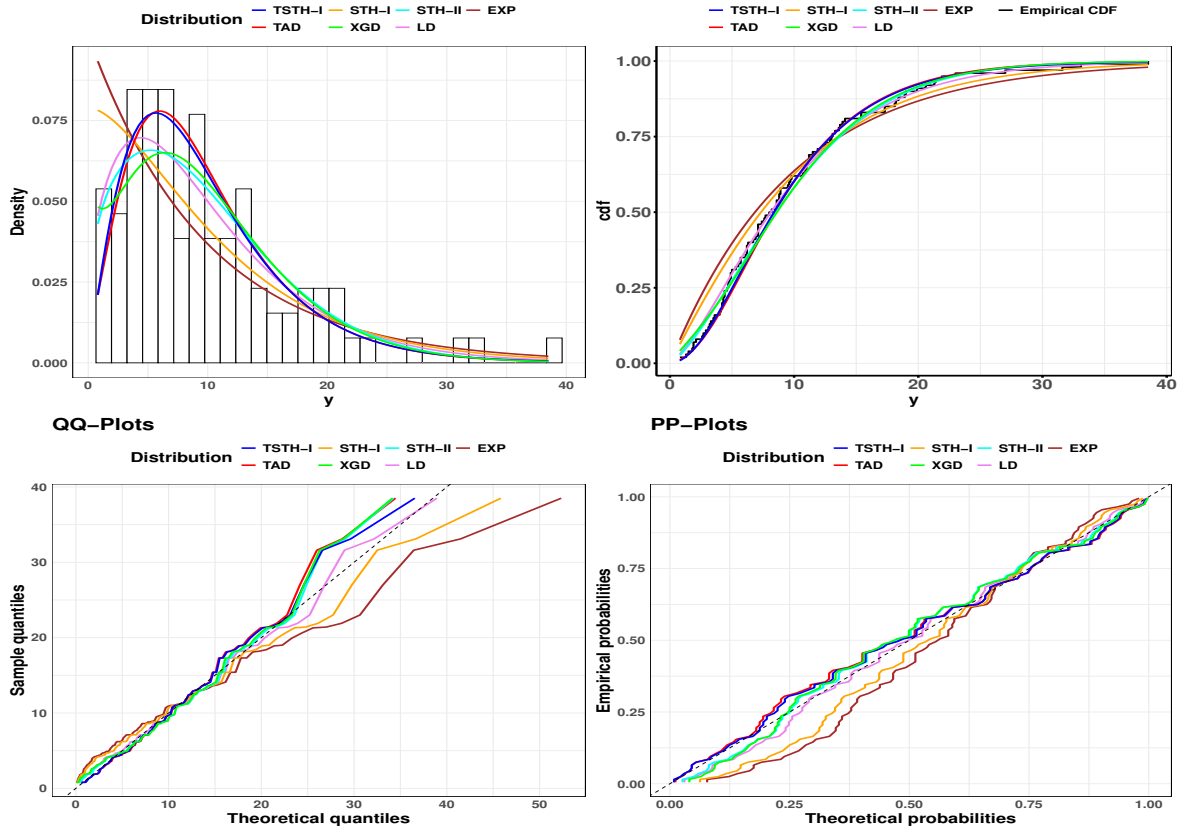 Distribution TSTH−I STH−I STH−II EXP
TAD XGD LD
Density
0.075
0.050
0.025
0.000
0 10 20 30 40
y
TSTH−I STH−I STH−II EXP Empirical CDF
TAD XGD LD
cdf
1.00
0.75
0.50
0.25
0.00
0 10 20 30 40
y
QQ−Plots
Distribution TSTH−I STH−I STH−II EXP
TAD XGD LD
Sample quantiles
40
30
20
10
0
0 10 20 30 40 50
Theoretical quantiles
PP−Plots
Distribution TSTH−I STH−I STH−II EXP
TAD XGD LD
Empirical probabilities
1.00
0.75
0.50
0.25
0.00
0.00 0.25 0.50 0.75 1.00
Theoretical probabilities